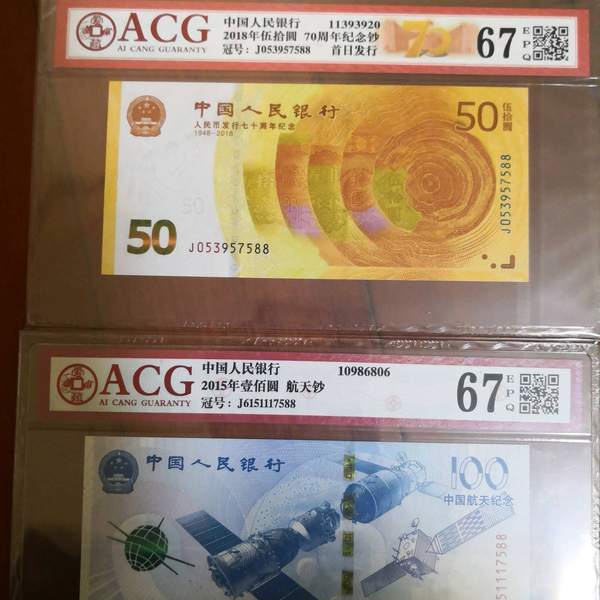 ACG
AI CANG GUARANTY
中国人民银行 11393920
2018年伍拾圆 70周年纪念钞
冠号: J053957588 首日发行
70
67 EPQ
中国人民银行
人民币发行七十周年纪念
1948-2018
50 伍拾圆
J053957588
50
J053957588
ACG
AI CANG GUARANTY
中国人民银行 10986806
2015年壹佰圆 航天钞
冠号: J6151117588
67 EPQ
中国人民银行
100
中国航天纪念
51117588